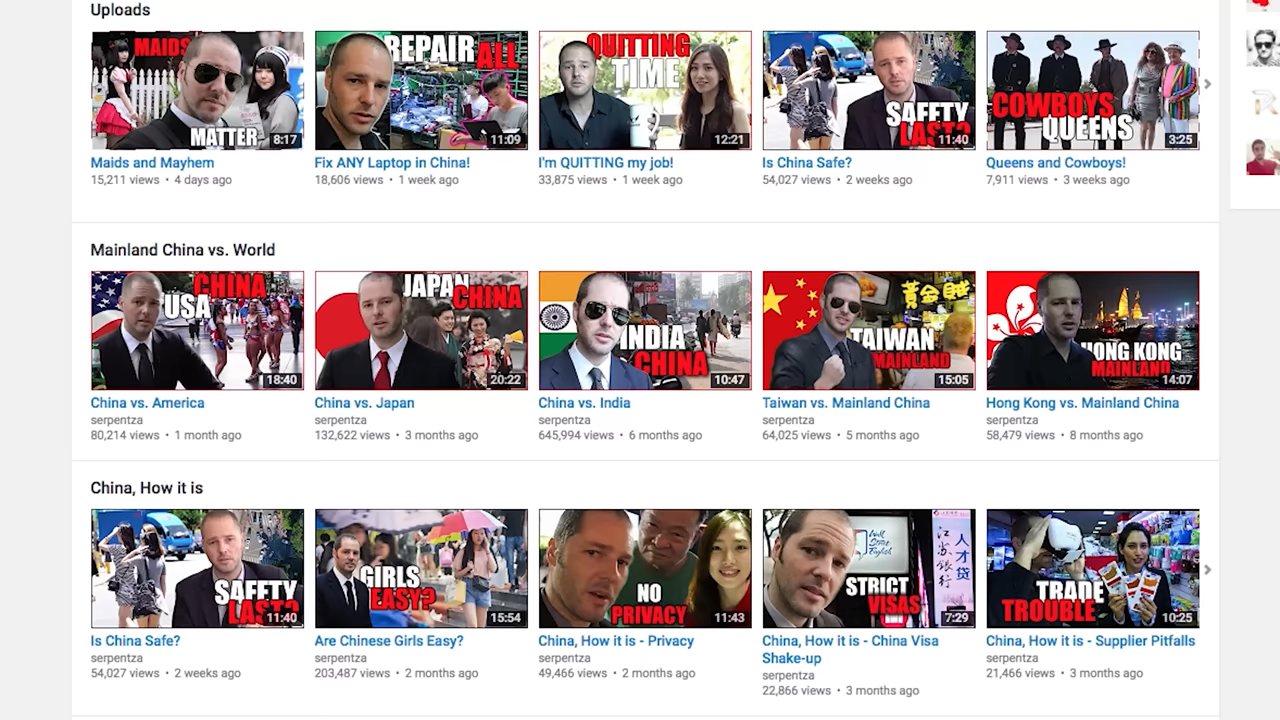 Uploads
MAIDS
MATTER
8:17
REPAIR
ALL
11:09
QUITTING
TIME
12:21
SAFETY
LAST?
11:40
COWBOYS
QUEENS
3:25
Maids and Mayhem
Fix ANY Laptop in China!
I'm QUITTING my job!
Is China Safe?
Queens and Cowboys!
15,211 views • 4 days ago
18,606 views • 1 week ago
33,875 views • 1 week ago
54,027 views • 2 weeks ago
7,911 views • 3 weeks ago
Mainland China vs. World
CHINA
USA
18:40
JAPAN
CHINA
20:22
INDIA
CHINA
10:47
TAIWAN
MAINLAND
15:05
HONG KONG
MAINLAND
14:07
China vs. America
China vs. Japan
China vs. India
Taiwan vs. Mainland China
Hong Kong vs. Mainland China
serpentza
serpentza
serpentza
serpentza
serpentza
80,214 views • 1 month ago
132,622 views • 3 months ago
645,994 views • 6 months ago
64,025 views • 5 months ago
58,479 views • 8 months ago
China, How it is
SAFETY
LAST?
11:40
GIRLS
EASY?
15:54
NO
PRIVACY
11:43
Wall
Street
English
江苏银行
人才贷
STRICT
VISAS
7:29
TRADE
TROUBLE
10:25
Is China Safe?
Are Chinese Girls Easy?
China, How it is - Privacy
China, How it is - China Visa
Shake-up
China, How it is - Supplier Pitfalls
serpentza
serpentza
serpentza
serpentza
serpentza
54,027 views • 2 weeks ago
203,487 views • 2 months ago
49,466 views • 2 months ago
22,866 views • 3 months ago
21,466 views • 3 months ago